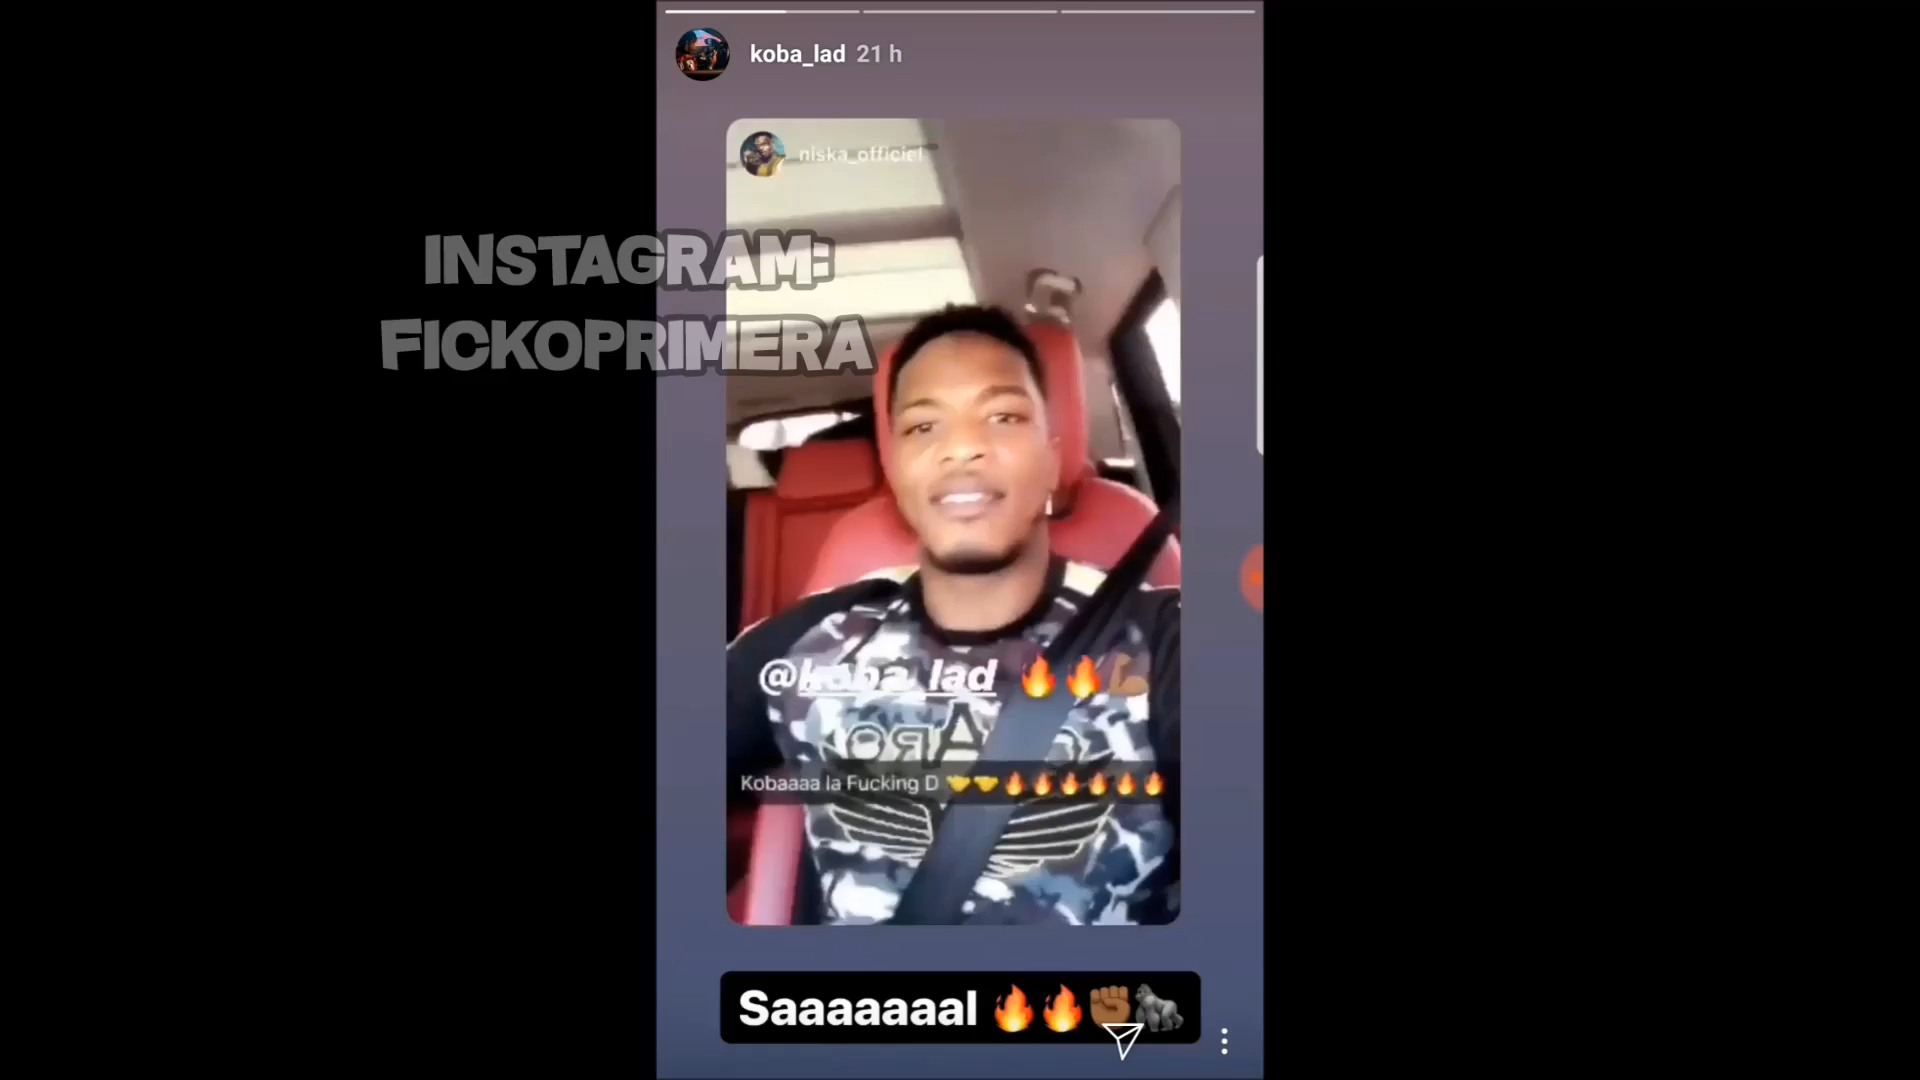 koba_lad 21 h
niska_officiel
INSTAGRAM:
FICKOPRIMERA
@koba_lad 🔥🔥💪🏾
Kobaaaa la Fucking D 🤝🤝🔥🔥🔥🔥🔥🔥
Saaaaaaal 🔥🔥✊🏾🦍